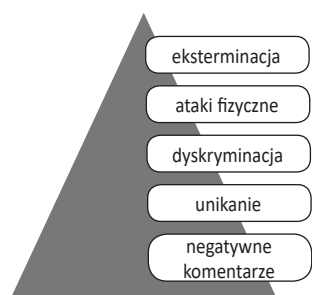 eksterminacja
ataki fizyczne
dyskryminacja
unikanie
negatywne
komentarze